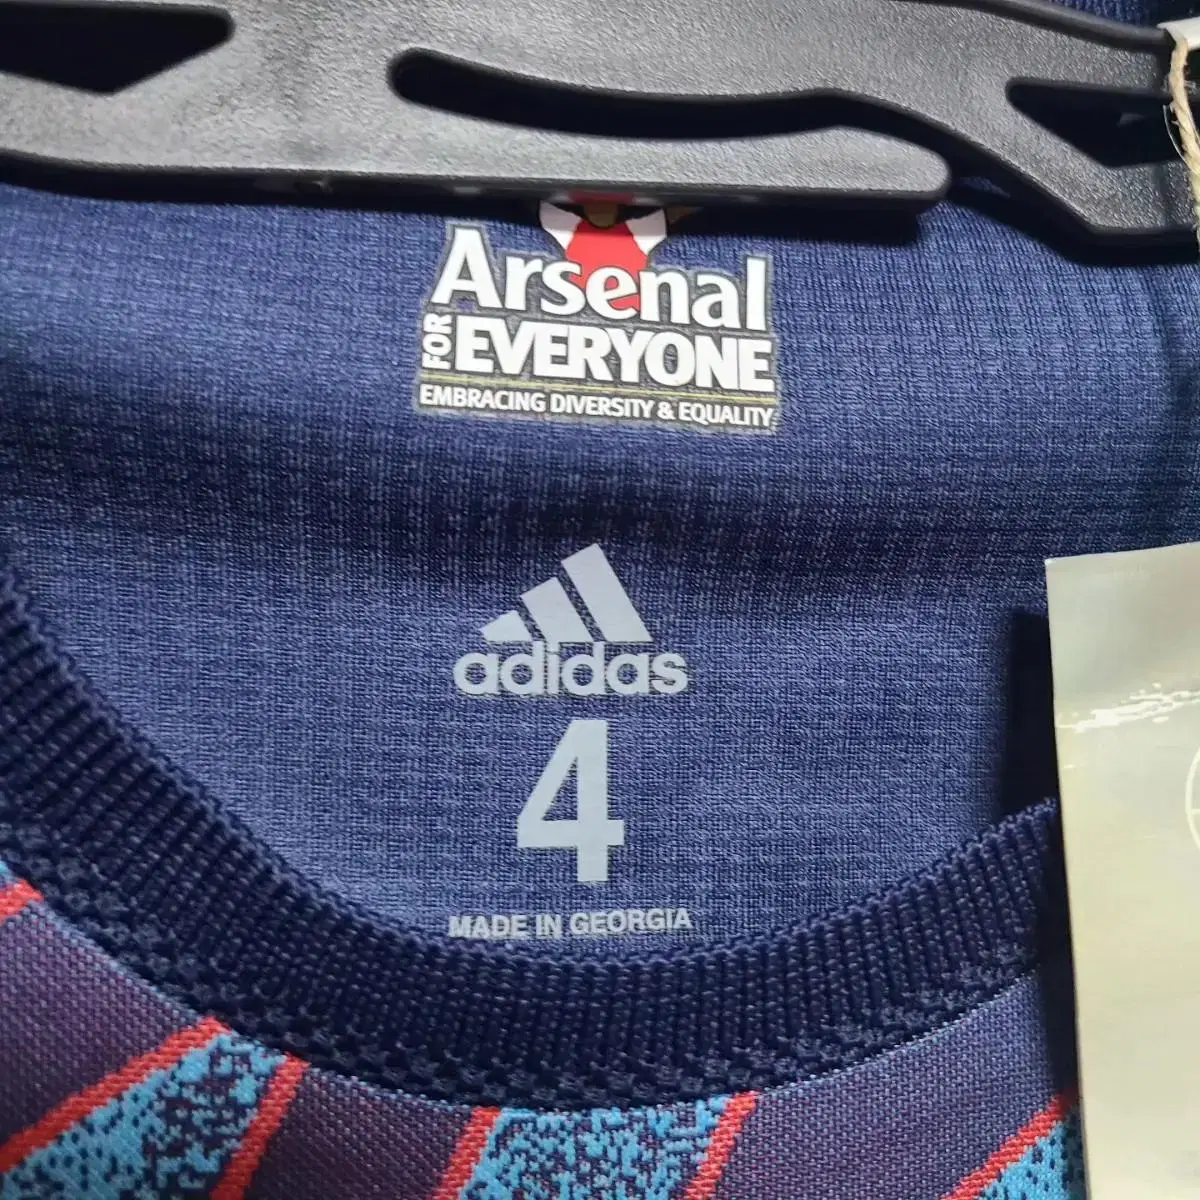 Arsenal
FOR EVERYONE
EMBRACING DIVERSITY & EQUALITY
adidas
4
MADE IN GEORGIA